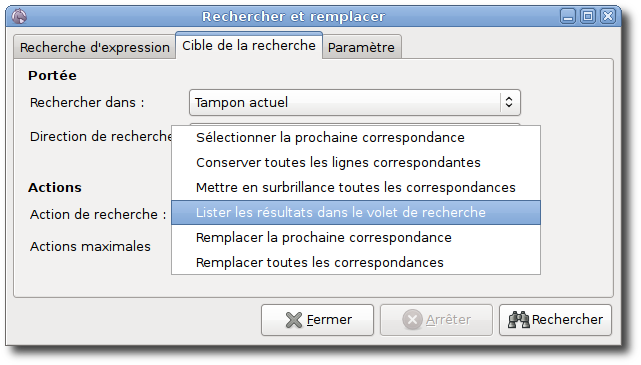 Rechercher et remplacer
Recherche d'expression
Cible de la recherche
Paramètre
Portée
Rechercher dans :
Tampon actuel
Direction de recherche
Sélectionner la prochaine correspondance
Conserver toutes les lignes correspondantes
Mettre en surbrillance toutes les correspondances
Actions
Action de recherche :
Lister les résultats dans le volet de recherche
Remplacer la prochaine correspondance
Actions maximales
Remplacer toutes les correspondances
Fermer
Arrêter
Rechercher